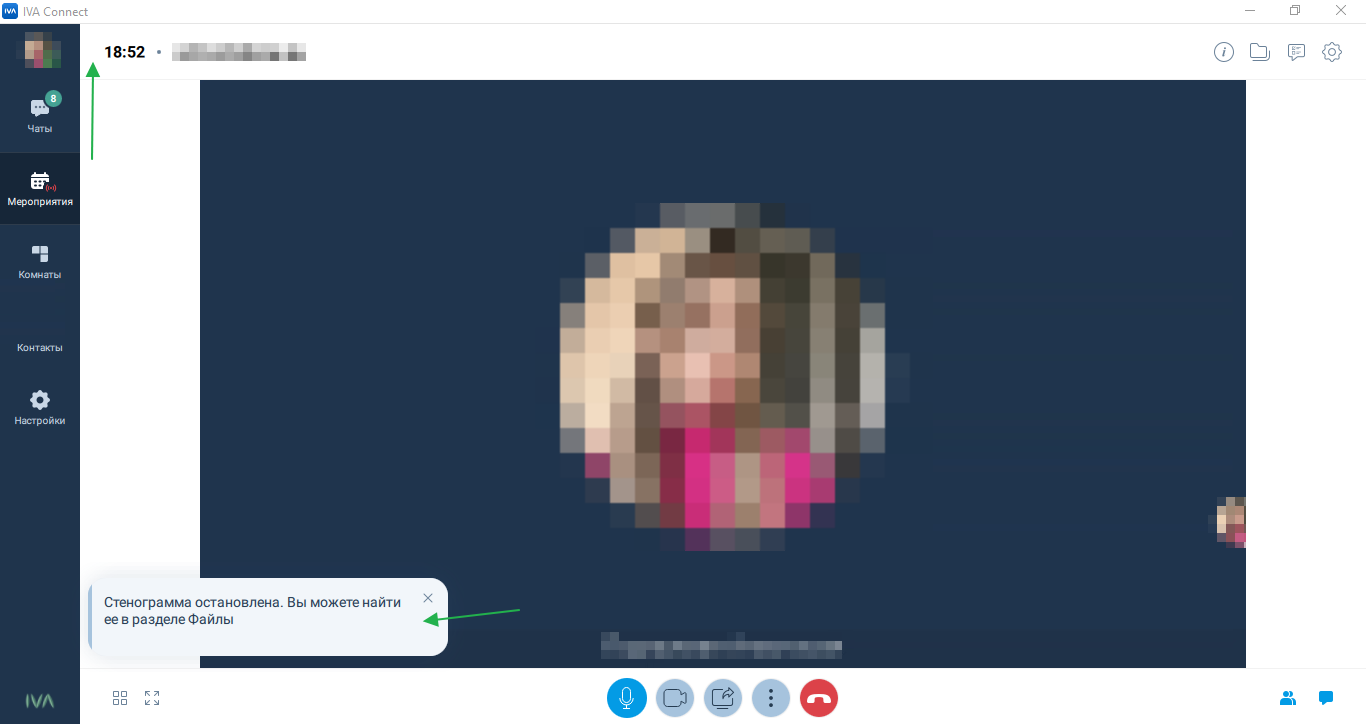 IVA Connect
18:52 •
8
Чаты
Мероприятия
Комнаты
Контакты
Настройки
Стенограмма остановлена. Вы можете найти
ее в разделе Файлы
IVA